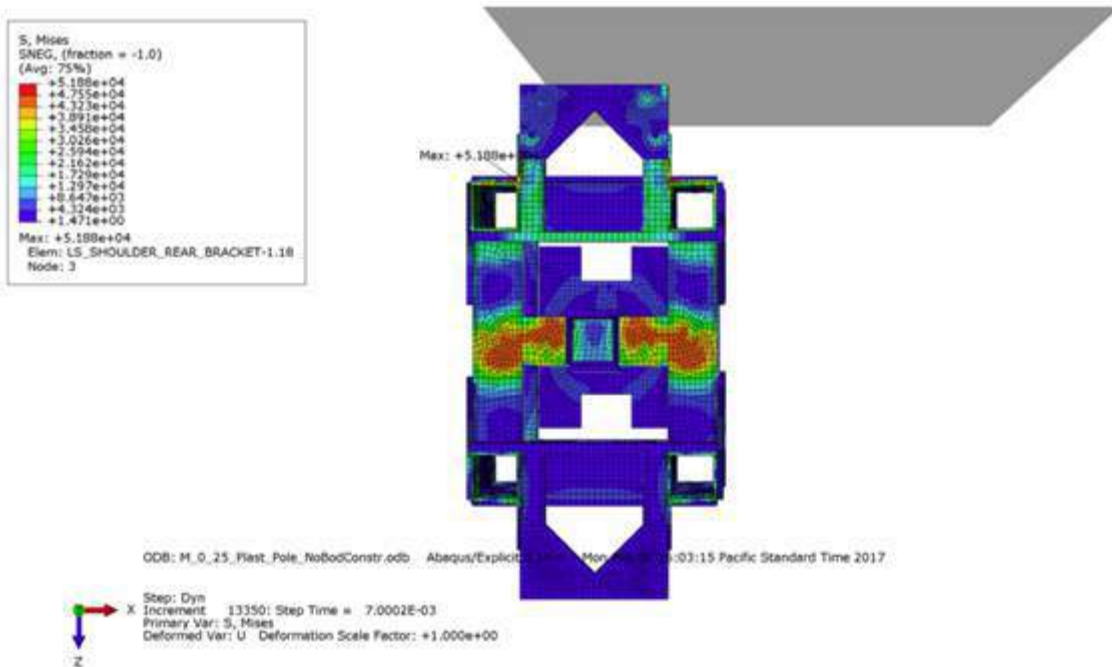 S, Mises
SNEG, (fraction = -1.0)
(Avg: 75%)
+5.188e+04
+4.755e+04
+4.323e+04
+3.891e+04
+3.458e+04
+3.026e+04
+2.594e+04
+2.162e+04
+1.729e+04
+1.297e+04
+8.647e+03
+4.324e+03
+1.471e+00
Max: +5.188e+04
Elem: LS_SHOULDER_REAR_BRACKET-1.18
Node: 3
Max: +5.188e+
ODB: M_0_25_Plast_Pole_NoBodConstr.odb Abaqus/Explicit Mon :03:15 Pacific Standard Time 2017
X
Z
Step: Dyn
Increment 13350: Step Time = 7.0002E-03
Primary Var: S, Mises
Deformed Var: U Deformation Scale Factor: +1.000e+00